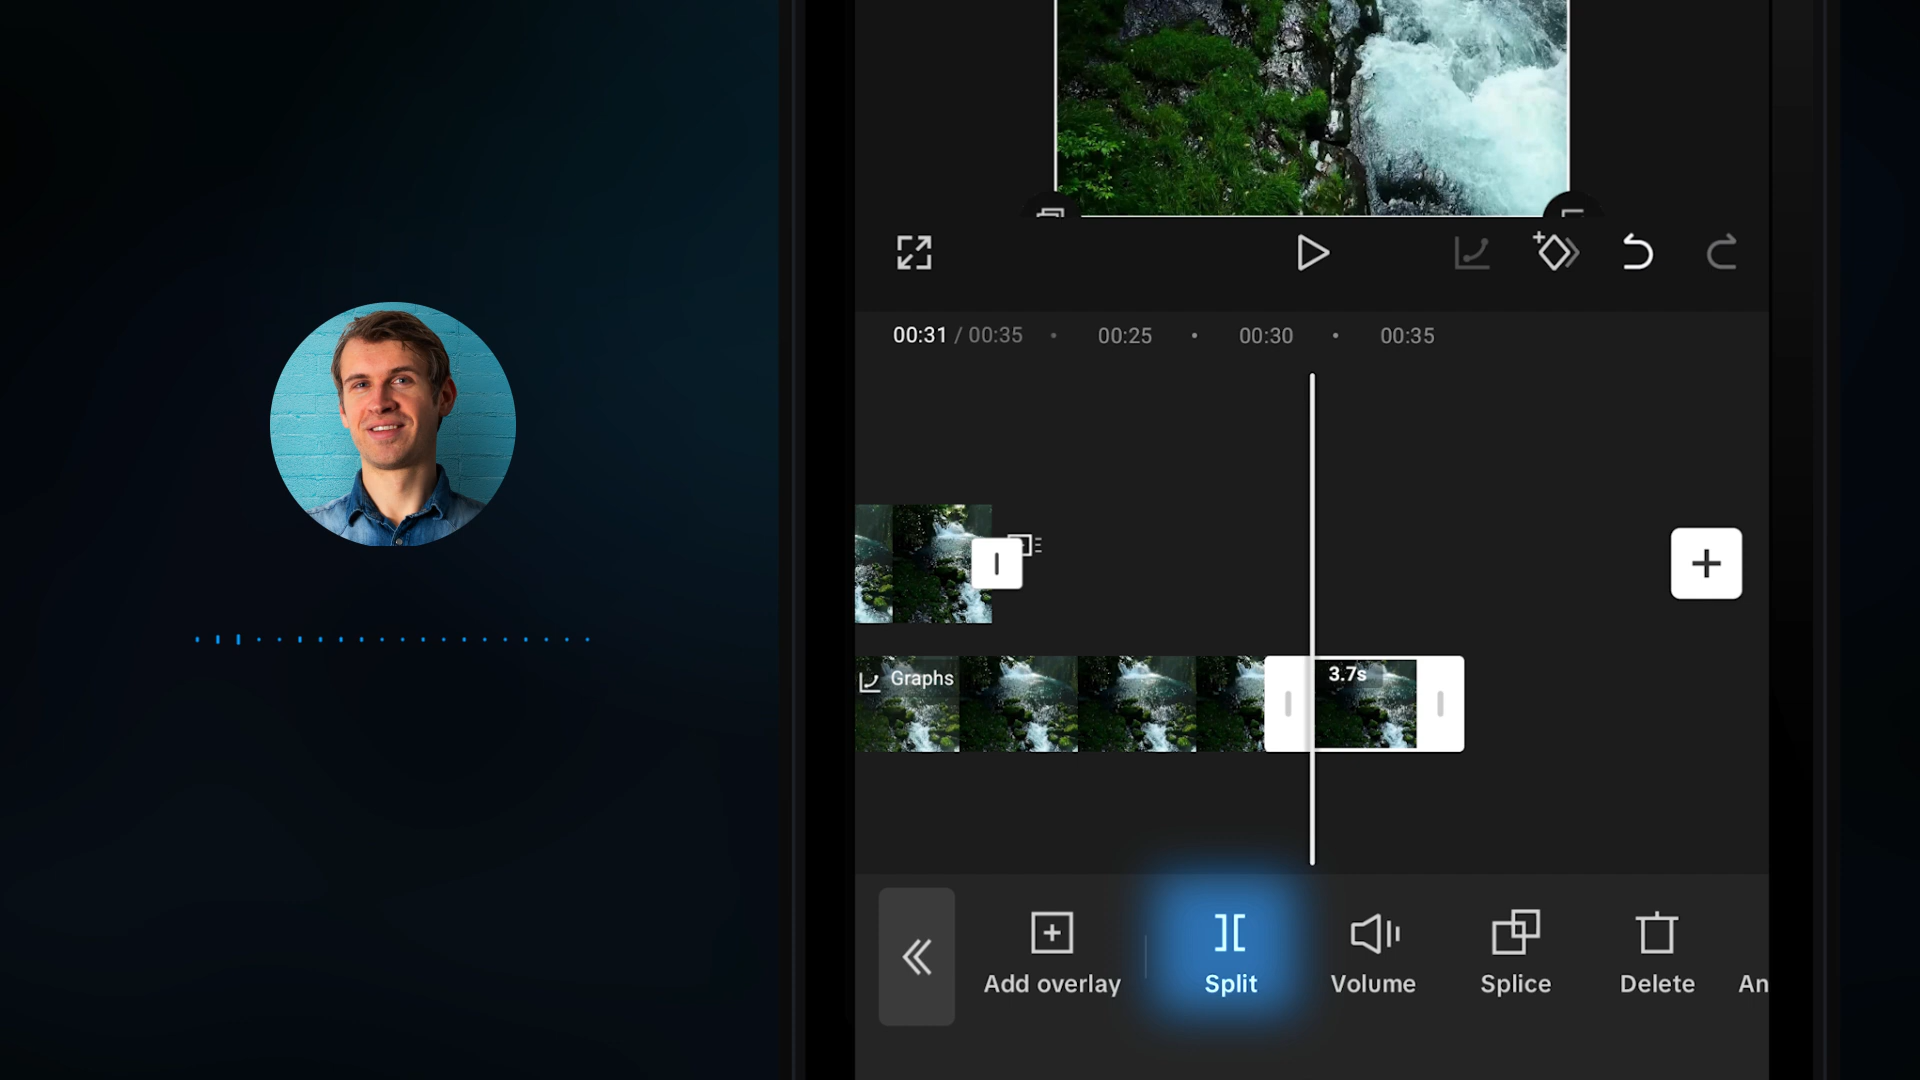 00:31 / 00:35 00:25 00:30 00:35
Graphs
3.7s
Add overlay
Split
Volume
Splice
Delete
An